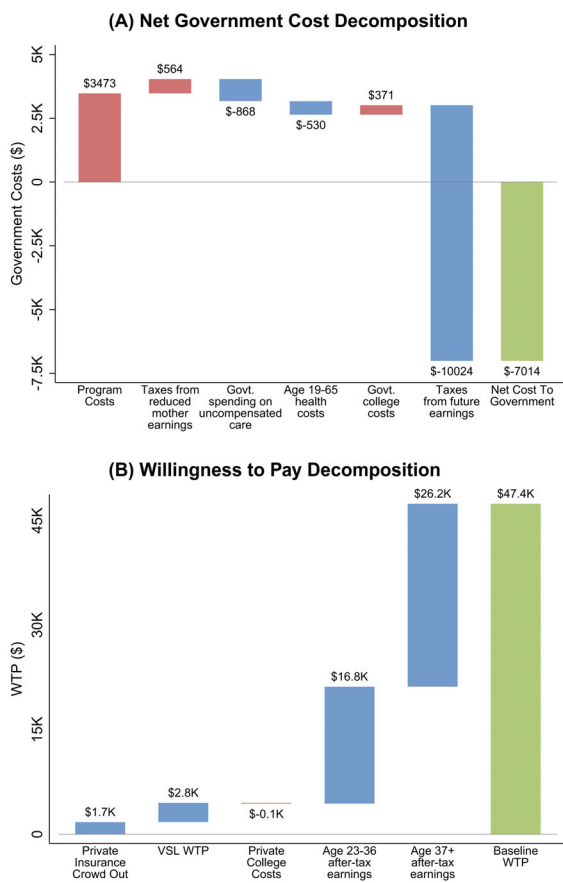 (A) Net Government Cost Decomposition
Government Costs ($)
5K
2.5K
0
-2.5K
-5K
-7.5K
$3473
$564
$-868
$-530
$371
$-10024
$-7014
Program
Costs
Taxes from
reduced
mother
earnings
Govt.
spending on
uncompensated
care
Age 19-65
health
costs
Govt.
college
costs
Taxes
from future
earnings
Net Cost To
Government
(B) Willingness to Pay Decomposition
WTP ($)
45K
30K
15K
0
$1.7K
$2.8K
$-0.1K
$16.8K
$26.2K
$47.4K
Private
Insurance
Crowd Out
VSL WTP
Private
College
Costs
Age 23-36
after-tax
earnings
Age 37+
after-tax
earnings
Baseline
WTP